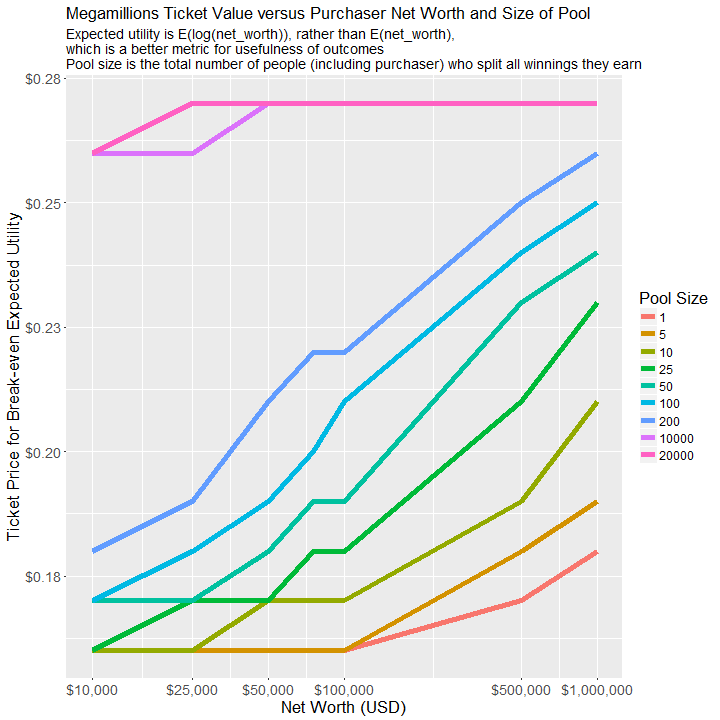 Megamillions Ticket Value versus Purchaser Net Worth and Size of Pool
Expected utility is E(log(net_worth)), rather than E(net_worth),
which is a better metric for usefulness of outcomes
Pool size is the total number of people (including purchaser) who split all winnings they earn
Ticket Price for Break-even Expected Utility
$0.28
$0.25
$0.23
$0.20
$0.18
$10,000
$25,000
$50,000
$100,000
$500,000
$1,000,000
Net Worth (USD)
Pool Size
1
5
10
25
50
100
200
10000
20000